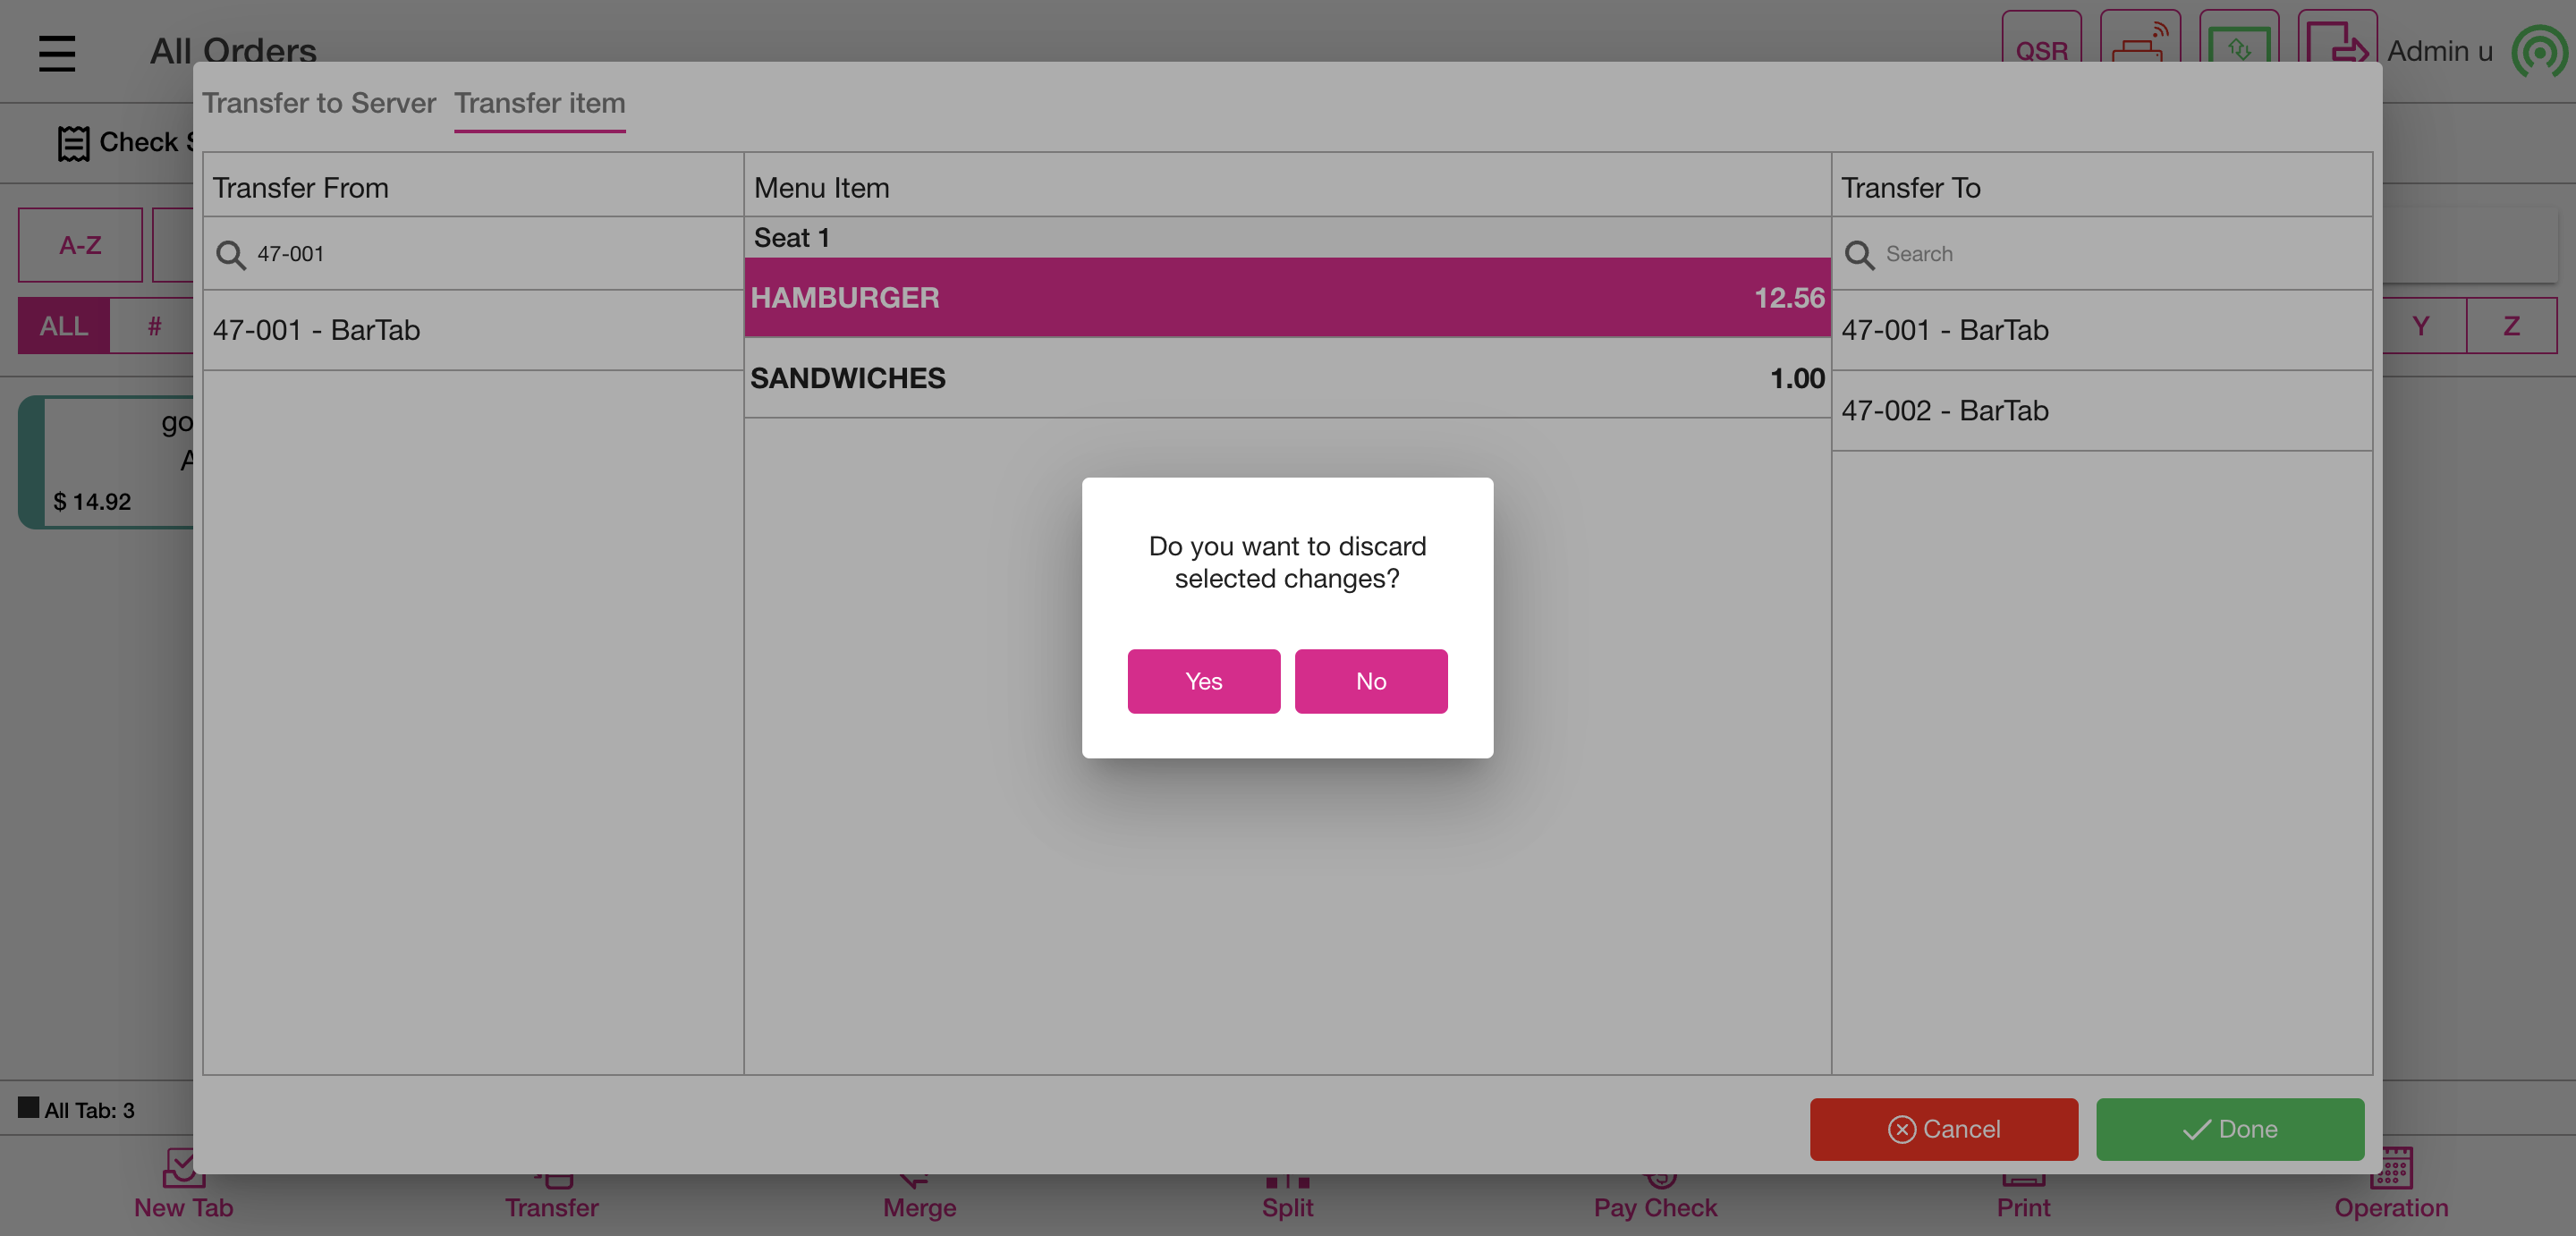 All Orders
QSR
Admin u
Transfer to Server
Transfer item
Check
Transfer From
Menu Item
Transfer To
A-Z
47-001
Seat 1
Search
HAMBURGER
12.56
ALL
#
47-001 - BarTab
47-001 - BarTab
Y
Z
SANDWICHES
1.00
47-002 - BarTab
$ 14.92
Do you want to discard
selected changes?
Yes
No
All Tab: 3
Cancel
Done
New Tab
Transfer
Merge
Split
Pay Check
Print
Operation